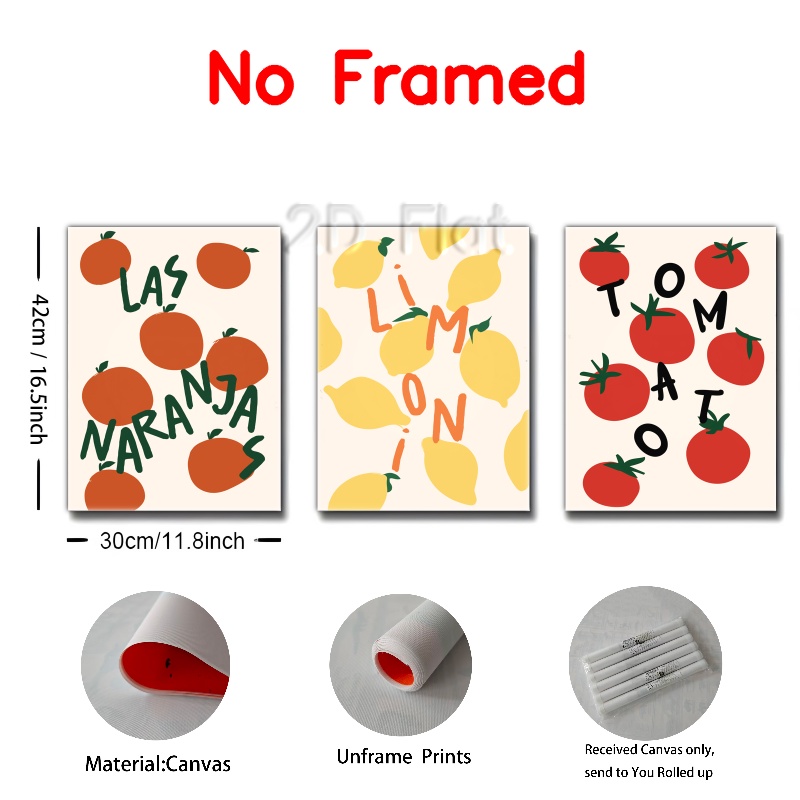 No Framed
2D Flat
LAS
NARANJAS
LiMONi
TOMATO
42cm / 16.5inch
30cm/11.8inch
Material:Canvas
Unframe Prints
Received Canvas only,
send to You Rolled up